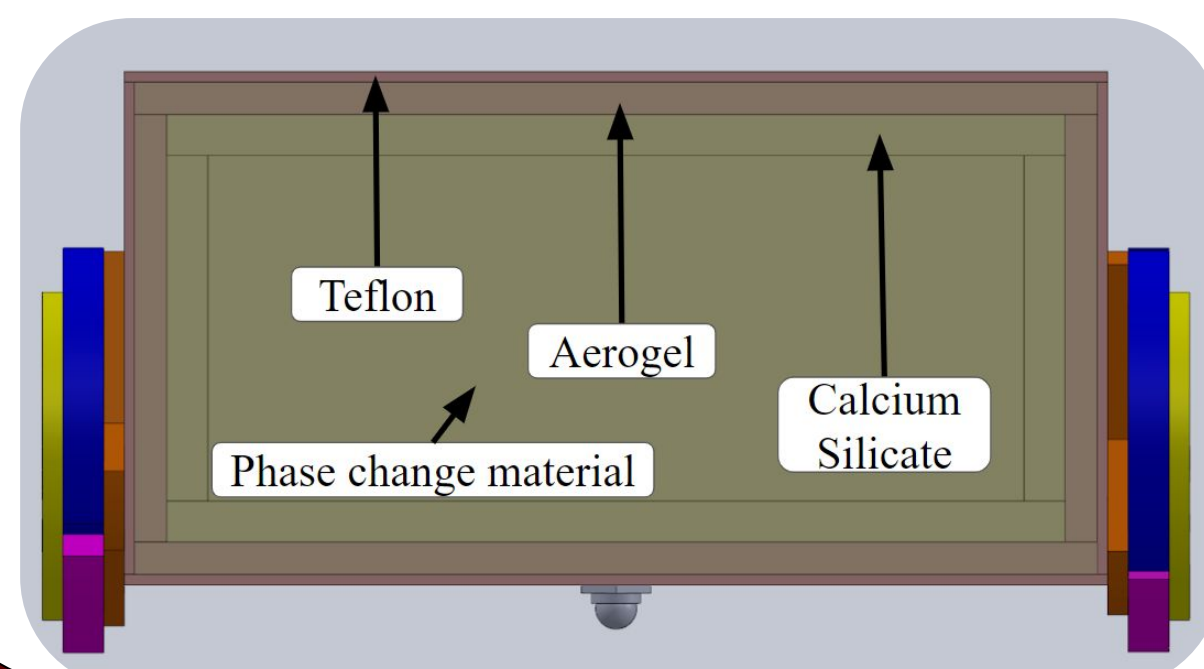 Teflon
Aerogel
Calcium
Silicate
Phase change material